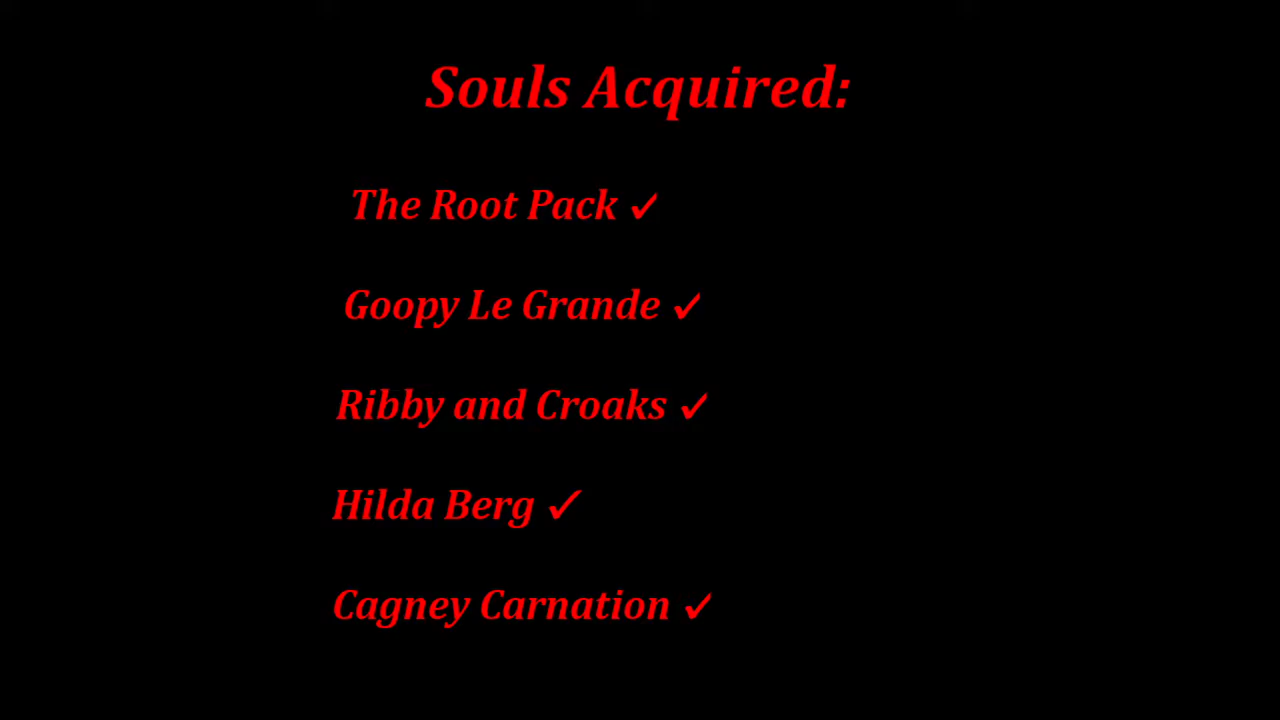 Souls Acquired:
The Root Pack ✓
Goopy Le Grande ✓
Ribby and Croaks ✓
Hilda Berg ✓
Cagney Carnation ✓